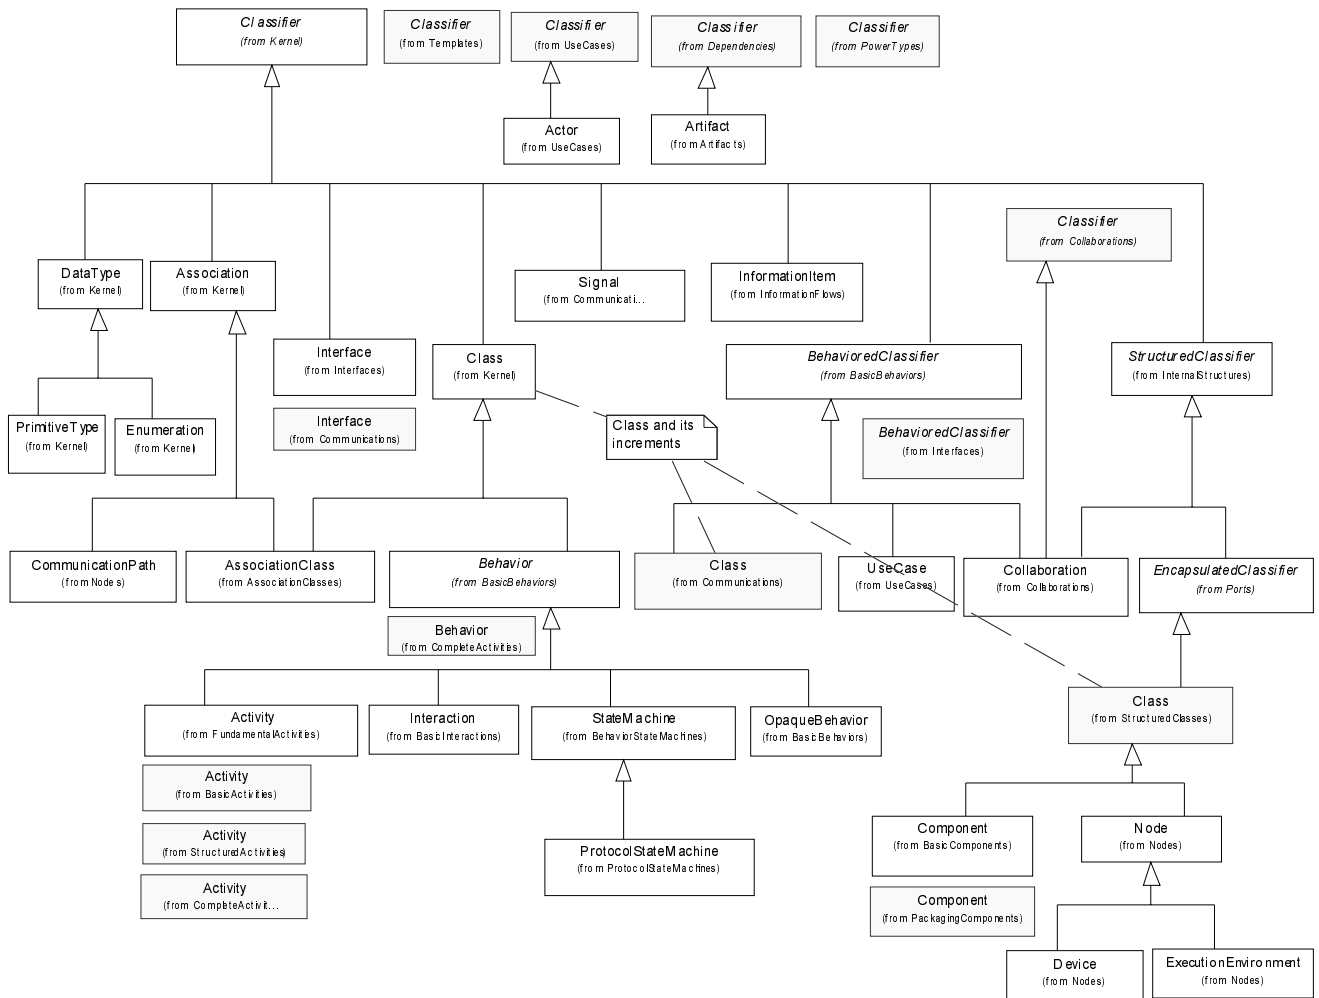 Classifier
(from Kernel)
Classifier
(from Templates)
Classifier
(from UseCases)
Classifier
(from Dependencies)
Classifier
(from PowerTypes)
Actor
(from UseCases)
Artifact
(from Artifacts)
Classifier
(from Collaborations)
DataType
(from Kernel)
Association
(from Kernel)
Signal
(from Communicati...
InformationItem
(from InformationFlows)
Interface
(from Interfaces)
Class
(from Kernel)
BehavioredClassifier
(from BasicBehaviors)
StructuredClassifier
(from InternalStructures)
Interface
(from Communications)
PrimitiveType
(from Kernel)
Enumeration
(from Kernel)
Class and its
increments
BehavioredClassifier
(from Interfaces)
CommunicationPath
(from Nodes)
AssociationClass
(from AssociationClasses)
Behavior
(from BasicBehaviors)
Class
(from Communications)
UseCase
(from UseCases)
Collaboration
(from Collaborations)
EncapsulatedClassifier
(from Ports)
Behavior
(from CompleteActivities)
Class
(from StructuredClasses)
Activity
(from FundamentalActivities)
Interaction
(from BasicInteractions)
StateMachine
(from BehaviorStateMachines)
OpaqueBehavior
(from BasicBehaviors)
Activity
(from BasicActivities)
Activity
(from StructuredActivities)
Activity
(from CompleteActivit...
ProtocolStateMachine
(from ProtocolStateMachines)
Component
(from BasicComponents)
Node
(from Nodes)
Component
(from PackagingComponents)
Device
(from Nodes)
ExecutionEnvironment
(from Nodes)